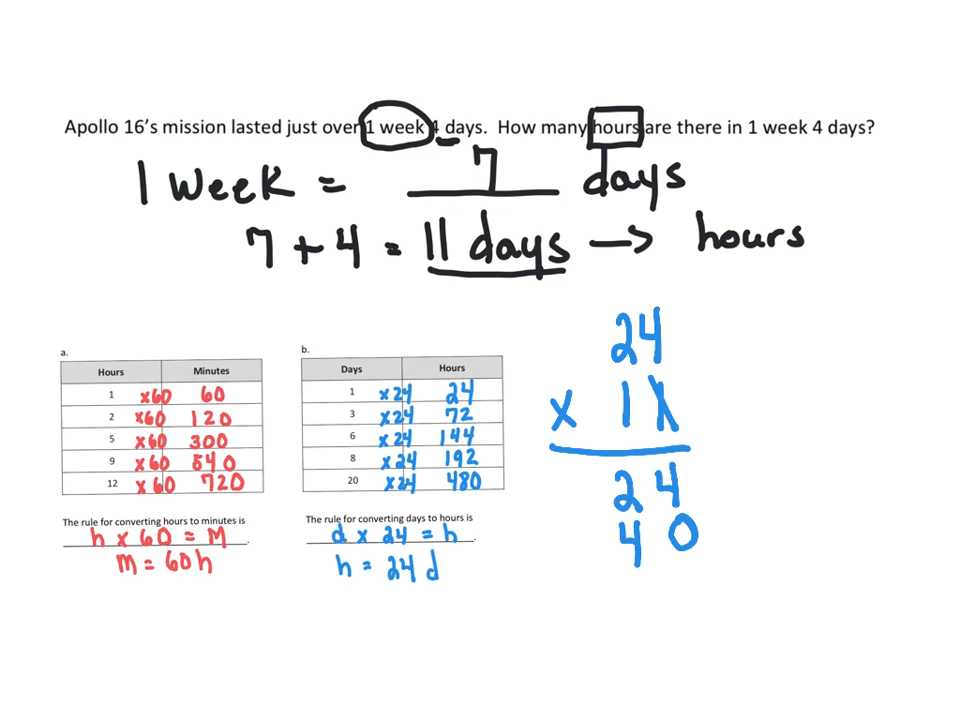 Apollo 16's mission lasted just over 1 week 4 days. How many hours are there in 1 week 4 days?
1 week = 7 days
7 + 4 = 11 days → hours
a.
Hours Minutes
1 x60 60
2 x60 120
5 x60 300
9 x60 540
12 x60 720
The rule for converting hours to minutes is
h x 60 = M.
m = 60h
b.
Days Hours
1 x24 24
3 x24 72
6 x24 144
8 x24 192
20 x24 480
The rule for converting days to hours is
d x 24 = h.
h = 24 d
24
x 11
24
40